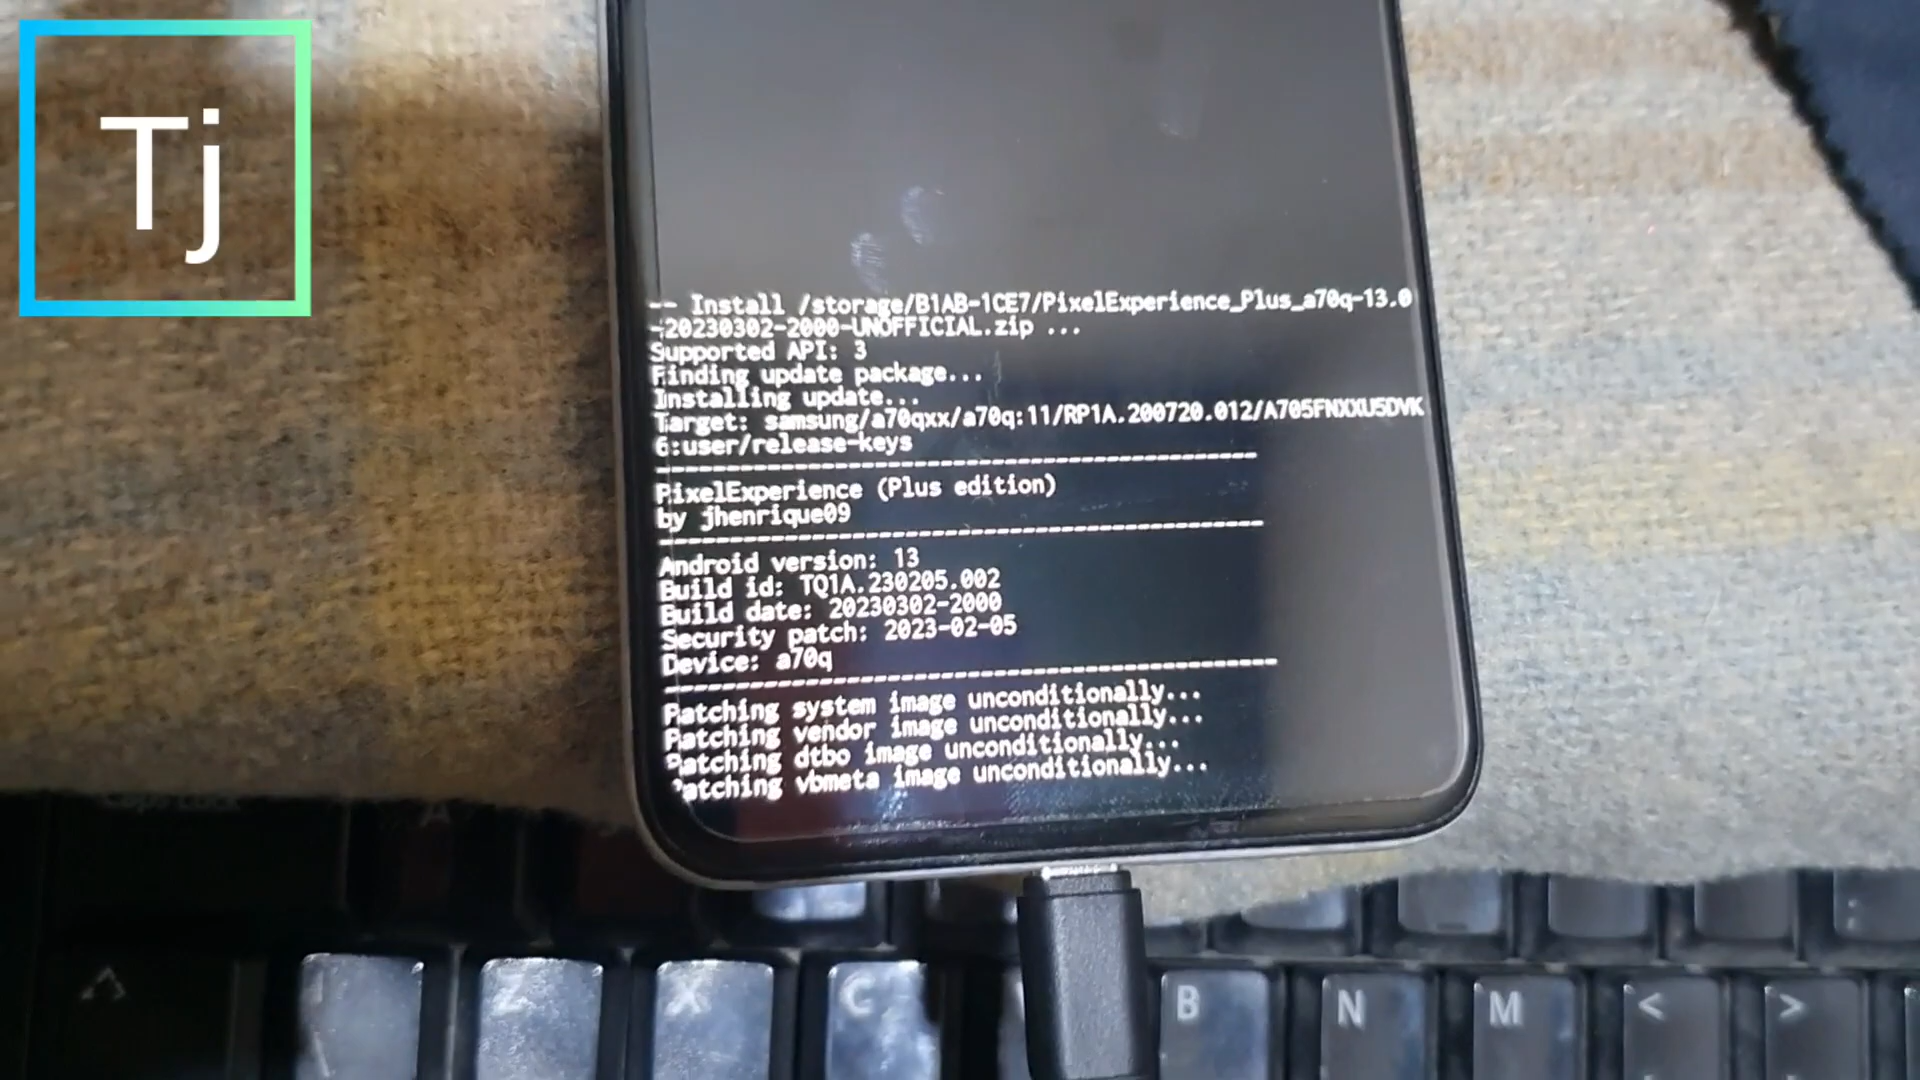 Tj
-- Install /storage/B1AB-1CE7/PixelExperience_Plus_a70q-13.0
-20230302-2000-UNOFFICIAL.zip ...
Supported API: 3
Finding update package...
Installing update...
Target: samsung/a70qxx/a70q:11/RP1A.200720.012/A705FNXXU5DVK
6:user/release-keys
PixelExperience (Plus edition)
by jhenrique09
Android version: 13
Build id: TQ1A.230205.002
Build date: 20230302-2000
Security patch: 2023-02-05
Device: a70q
Patching system image unconditionally...
Patching vendor image unconditionally...
Patching dtbo image unconditionally...
Patching vbmeta image unconditionally...
Caps Lock
A
Z X C B N M < >